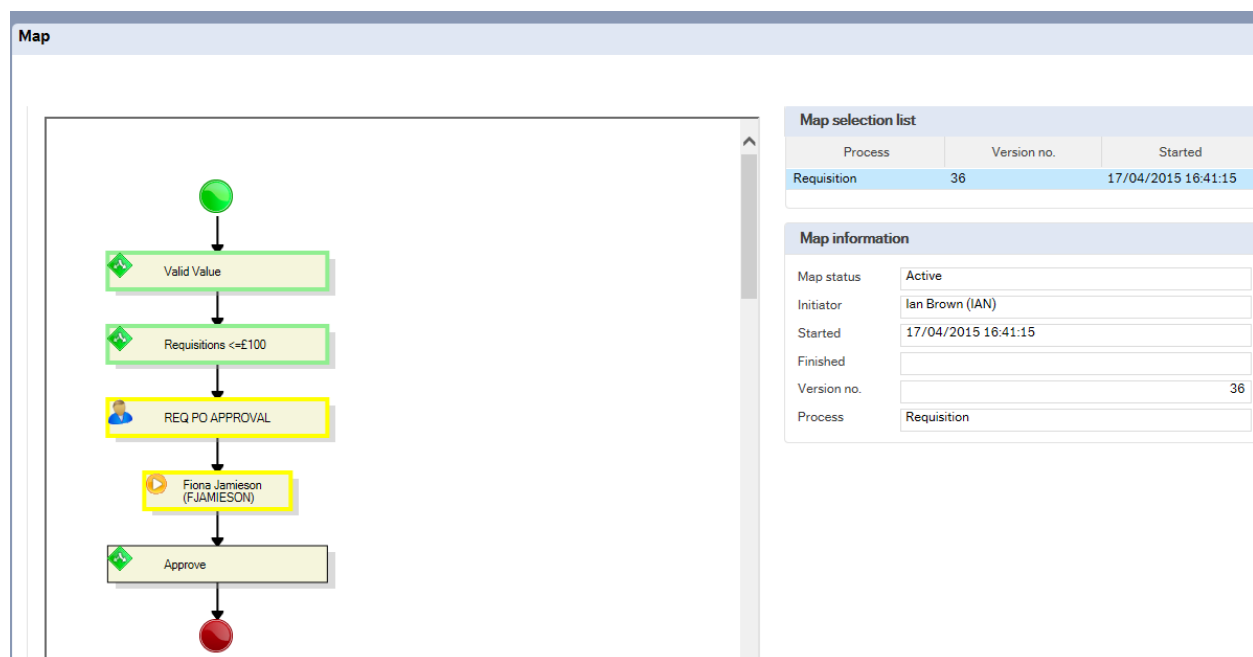 Map
Valid Value
Requisitions <=£100
REQ PO APPROVAL
Fiona Jamieson
(FJAMIESON)
Approve
Map selection list
Process Version no. Started
Requisition 36 17/04/2015 16:41:15
Map information
Map status Active
Initiator Ian Brown (IAN)
Started 17/04/2015 16:41:15
Finished
Version no. 36
Process Requisition